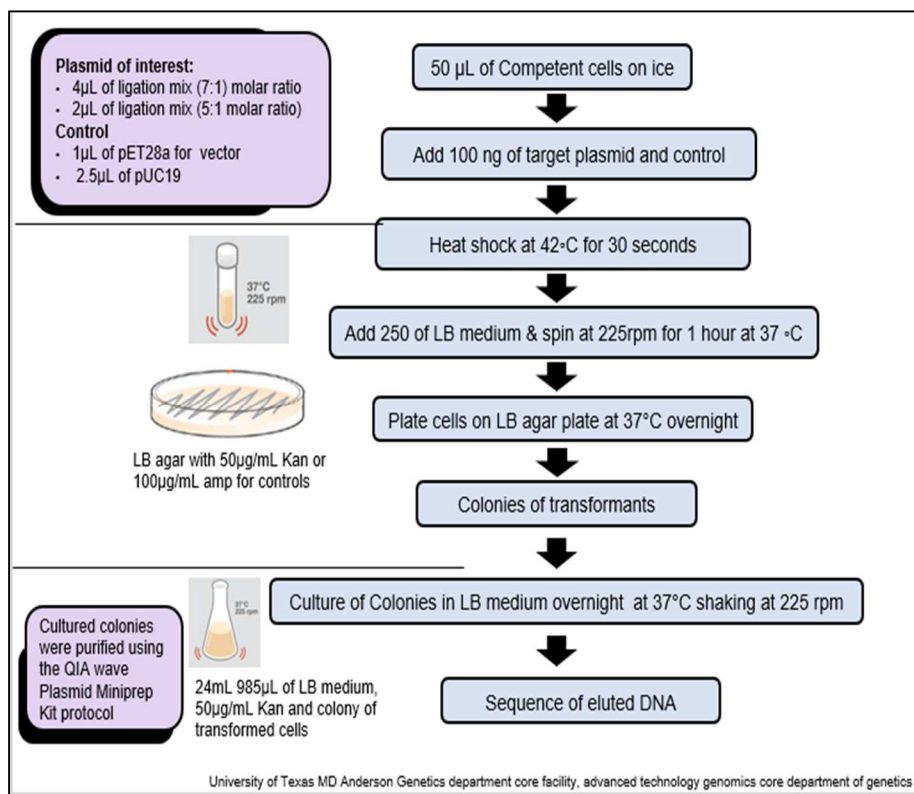 Plasmid of interest:
• 4µL of ligation mix (7:1) molar ratio
• 2µL of ligation mix (5:1 molar ratio)
Control
• 1µL of pET28a for vector
• 2.5µL of pUC19
50 µL of Competent cells on ice
Add 100 ng of target plasmid and control
Heat shock at 42◦C for 30 seconds
37°C
225 rpm
Add 250 of LB medium & spin at 225rpm for 1 hour at 37 ◦C
Plate cells on LB agar plate at 37°C overnight
LB agar with 50µg/mL Kan or
100µg/mL amp for controls
Colonies of transformants
Culture of Colonies in LB medium overnight at 37°C shaking at 225 rpm
37°C
225 rpm
Cultured colonies
were purified using
the QIA wave
Plasmid Miniprep
Kit protocol
24mL 985µL of LB medium,
50µg/mL Kan and colony of
transformed cells
Sequence of eluted DNA
University of Texas MD Anderson Genetics department core facility, advanced technology genomics core department of genetics